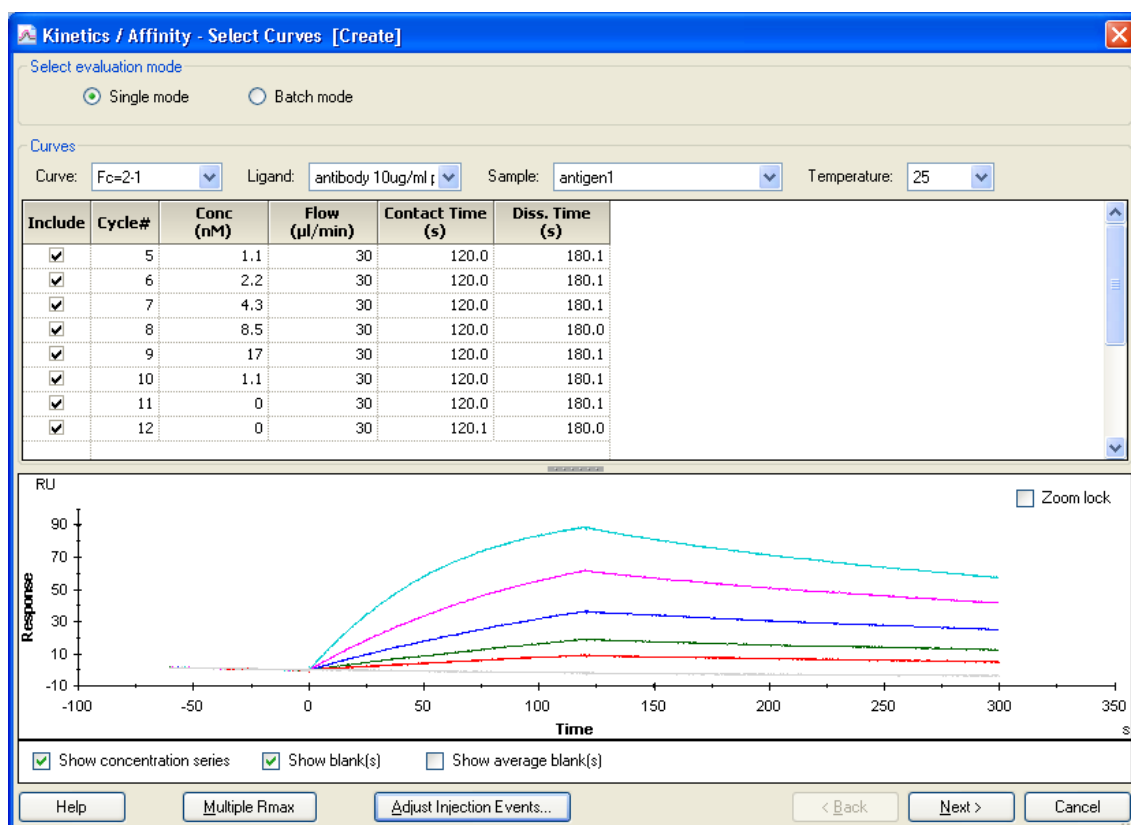 Kinetics / Affinity - Select Curves [Create]
Select evaluation mode
Single mode Batch mode
Curves
Curve: Fc=2-1 Ligand: antibody 10ug/ml Sample: antigen1 Temperature: 25
Include Cycle# Conc (nM) Flow (µl/min) Contact Time (s) Diss. Time (s)
5 1.1 30 120.0 180.1
6 2.2 30 120.0 180.1
7 4.3 30 120.0 180.1
8 8.5 30 120.0 180.0
9 17 30 120.0 180.1
10 1.1 30 120.0 180.1
11 0 30 120.0 180.1
12 0 30 120.1 180.0
RU
Zoom lock
90
70
50
30
10
-10
Response
-100 -50 0 50 100 150 200 250 300 350
Time
s
Show concentration series Show blank(s) Show average blank(s)
Help Multiple Rmax Adjust Injection Events... < Back Next > Cancel